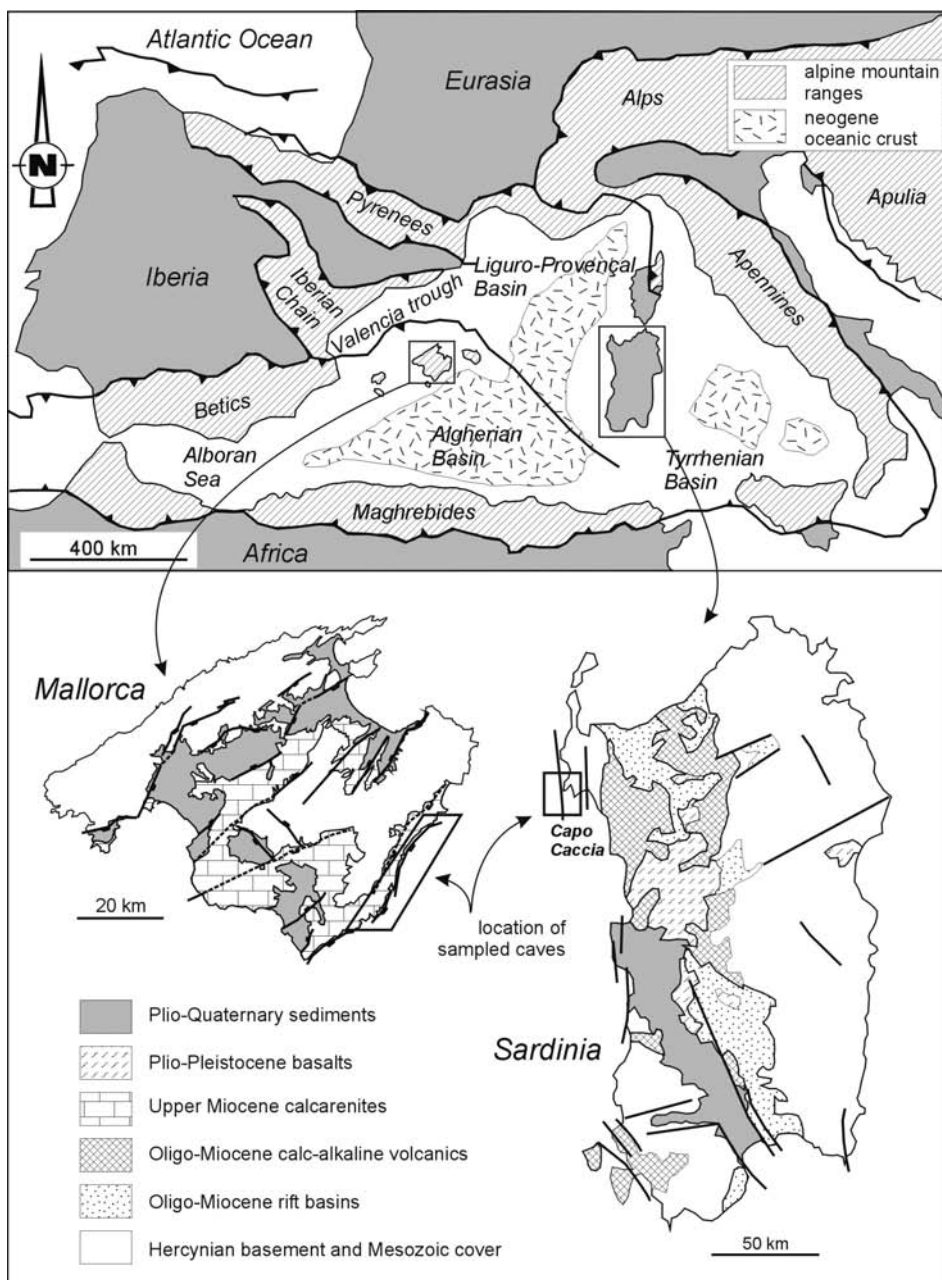 Atlantic Ocean
Eurasia
Alps
alpine mountain
ranges
neogene
oceanic crust
N
Pyrenees
Apulia
Iberia
Iberian
Chain
Liguro-Provençal
Basin
Apennines
Valencia trough
Betics
Algherian
Basin
Alboran
Sea
Tyrrhenian
Basin
Maghrebides
400 km
Africa
Mallorca
Capo
Caccia
20 km
location of
sampled caves
Sardinia
Plio-Quaternary sediments
Plio-Pleistocene basalts
Upper Miocene calcarenites
Oligo-Miocene calc-alkaline volcanics
Oligo-Miocene rift basins
Hercynian basement and Mesozoic cover
50 km